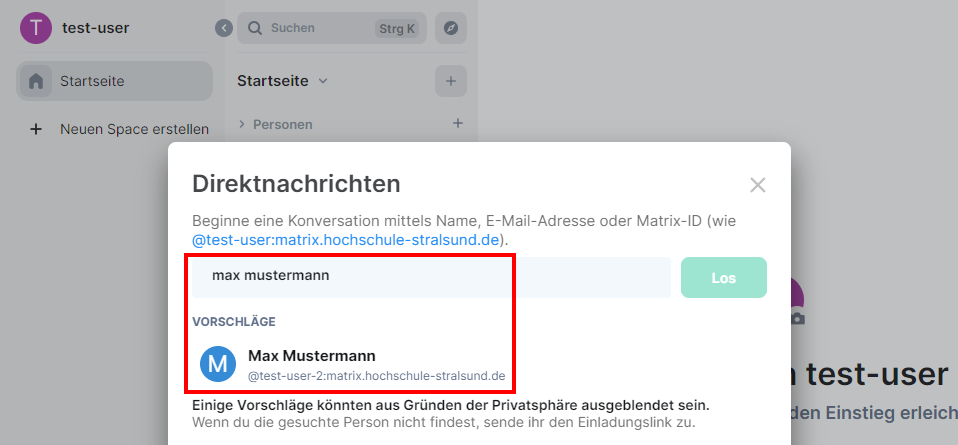 T test-user
Suchen Strg K
Startseite
Startseite
Neuen Space erstellen
Personen
Direktnachrichten
Beginne eine Konversation mittels Name, E-Mail-Adresse oder Matrix-ID (wie
@test-user:matrix.hochschule-stralsund.de).
max mustermann
Los
VORSCHLÄGE
M
Max Mustermann
@test-user-2:matrix.hochschule-stralsund.de
Einige Vorschläge könnten aus Gründen der Privatsphäre ausgeblendet sein.
Wenn du die gesuchte Person nicht findest, sende ihr den Einladungslink zu.
test-user
den Einstieg erleich